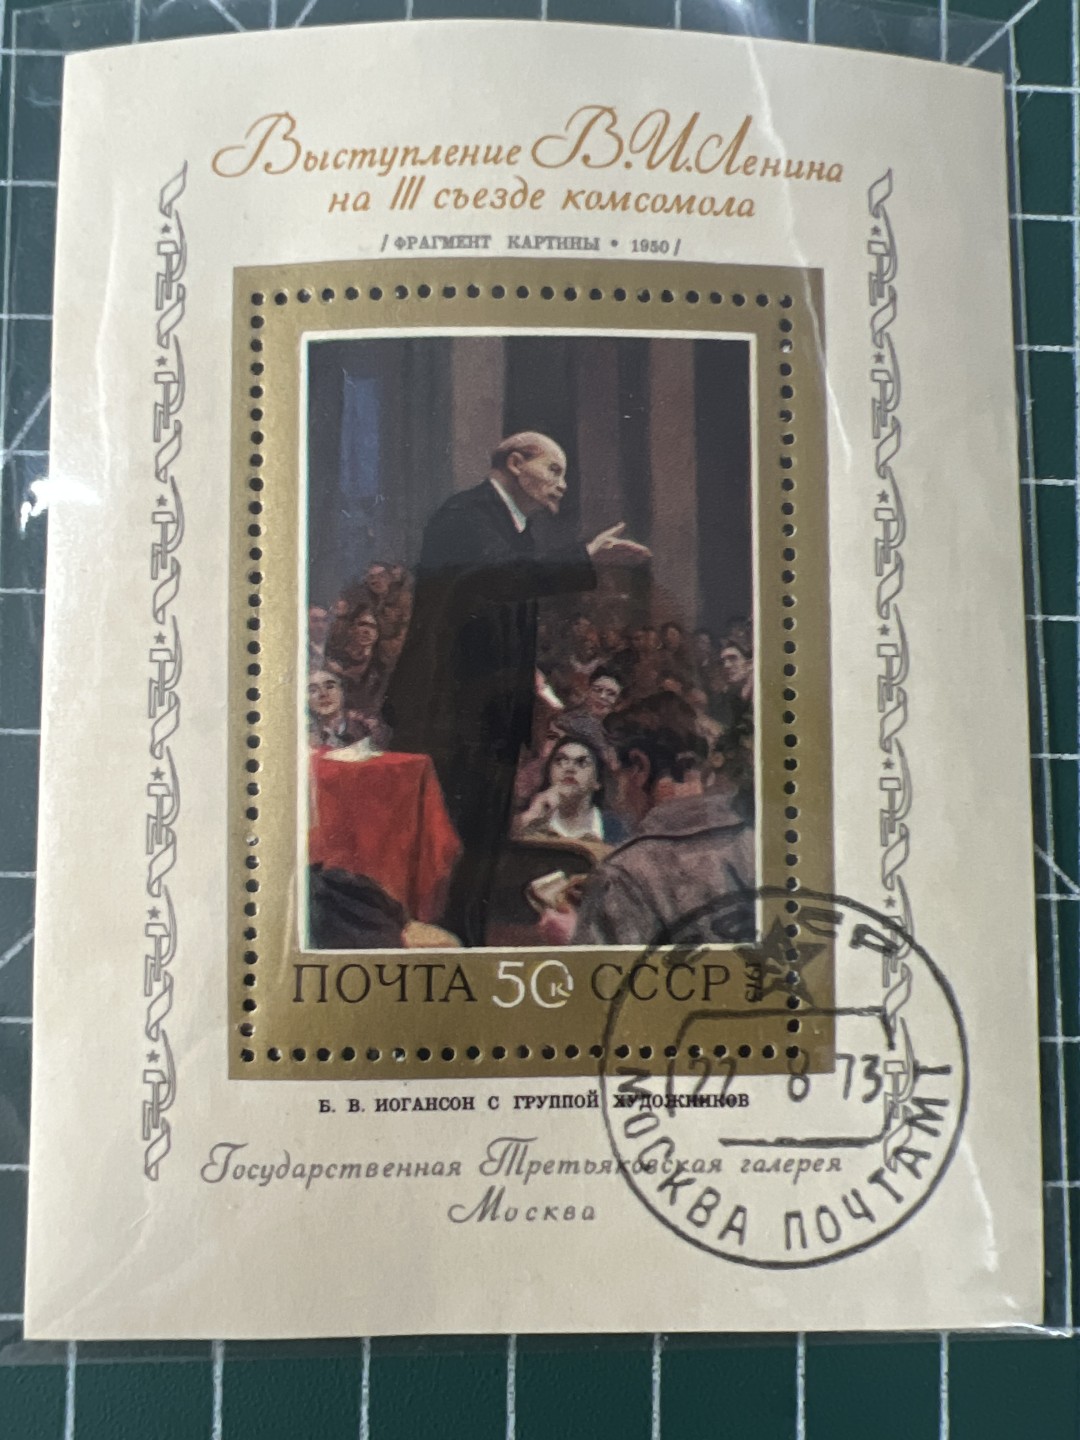 Выступление В.И.Ленина
на III съезде комсомола
/ФРАГМЕНТ КАРТИНЫ • 1950/
ПОЧТА 50к СССР 1973
Б. В. ИОГАНСОН С ГРУППОЙ ХУДОЖНИКОВ
Государственная Третьяковская галерея
Москва
22 8 73
МОСКВА ПОЧТАМТ